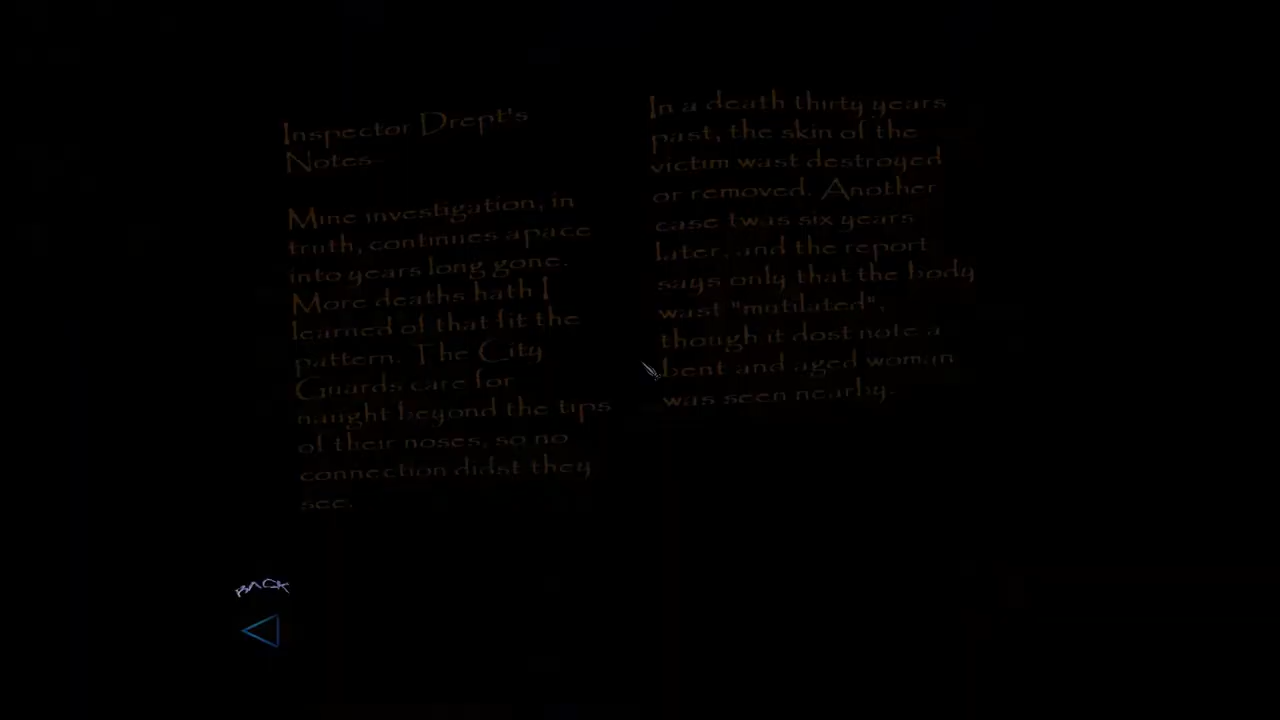 Inspector Drept's
Notes-
Mine investigation, in
truth, continues apace
into years long gone.
More deaths hath I
learned of that fit the
pattern. The City
Guards care for
naught beyond the tips
of their noses, so no
connection didst they
see.
In a death thirty years
past, the skin of the
victim wast destroyed
or removed. Another
case twas six years
later, and the report
says only that the body
wast "mutilated",
though it dost note a
bent and aged woman
was seen nearby.
BACK